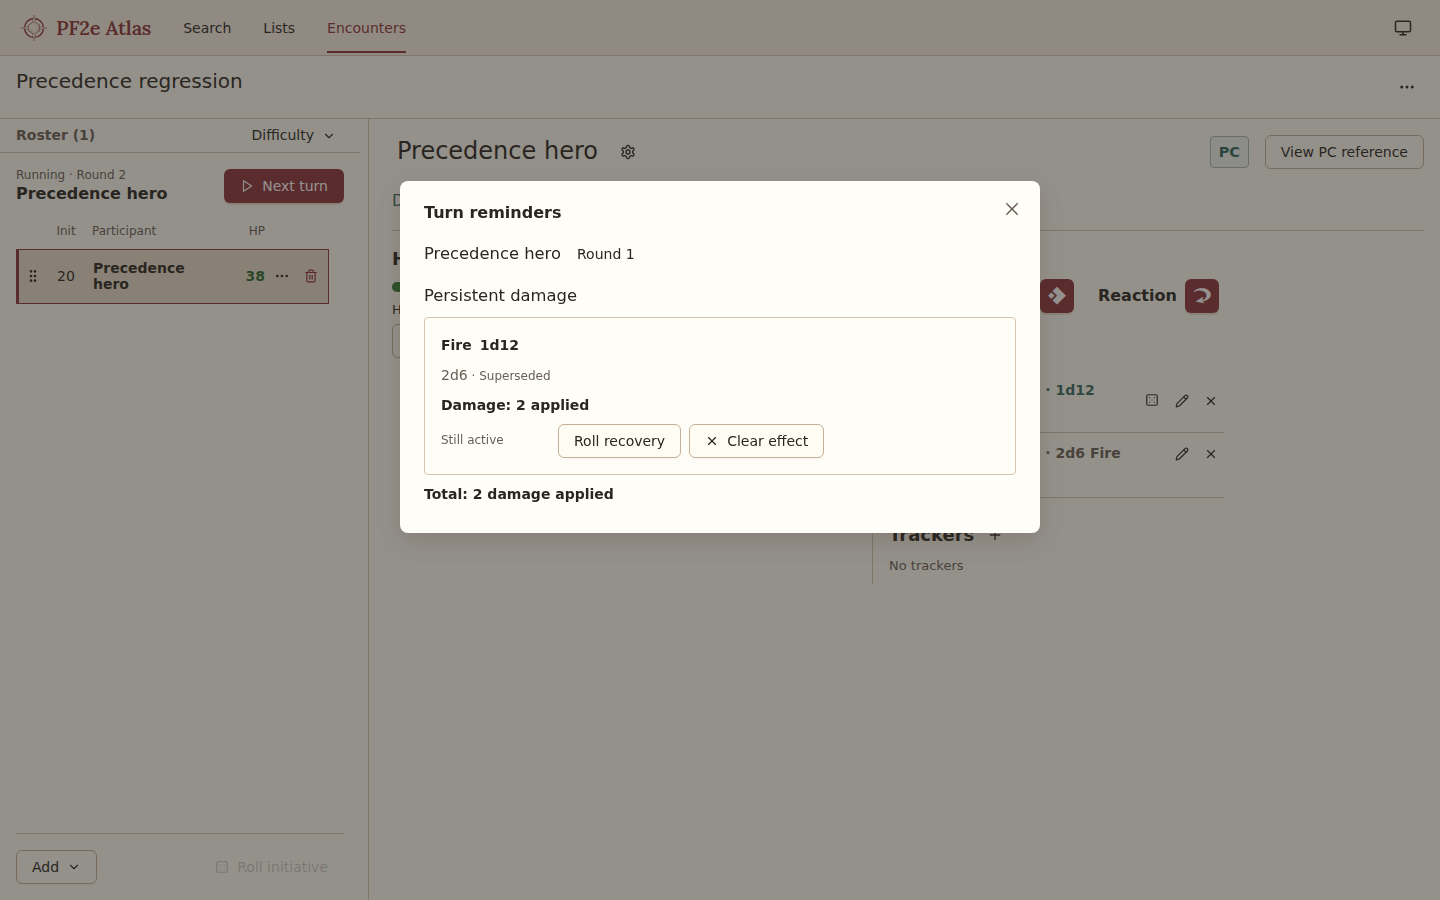 PF2e Atlas
Search
Lists
Encounters
Precedence regression
Roster (1)
Difficulty
Running · Round 2
Precedence hero
Next turn
Init
Participant
HP
20
Precedence
hero
38
Add
Roll initiative
Precedence hero
PC
View PC reference
Turn reminders
Precedence hero
Round 1
Persistent damage
Fire 1d12
2d6 · Superseded
Damage: 2 applied
Still active
Roll recovery
Clear effect
Total: 2 damage applied
Reaction
· 1d12
· 2d6 Fire
Trackers
No trackers